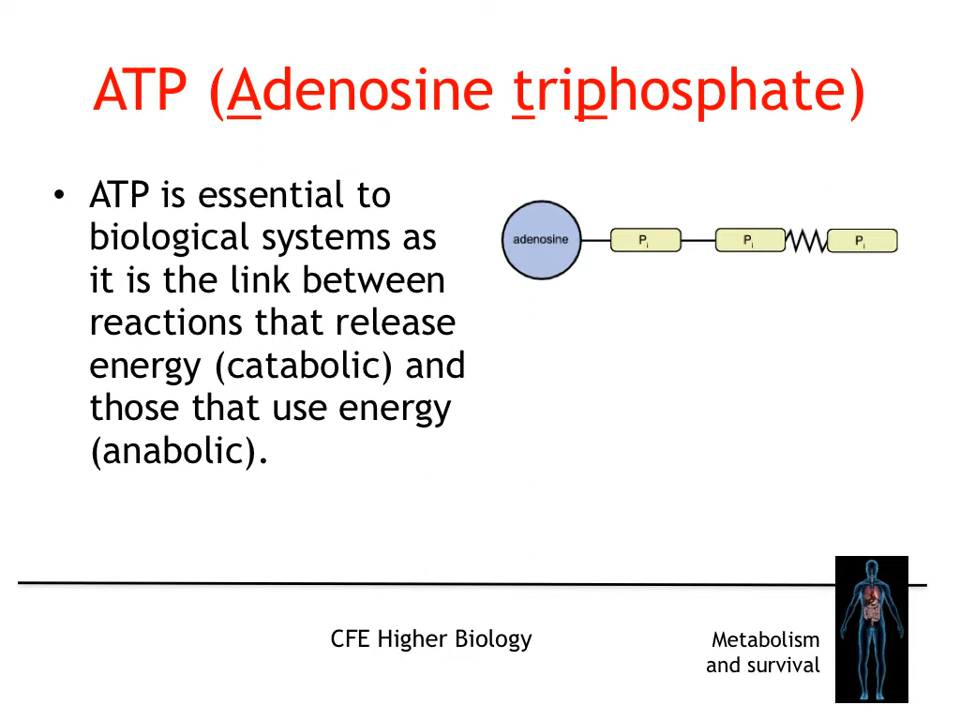 ATP (Adenosine triphosphate)
• ATP is essential to
biological systems as
it is the link between
reactions that release
energy (catabolic) and
those that use energy
(anabolic).
adenosine Pi Pi Pi
CFE Higher Biology
Metabolism
and survival